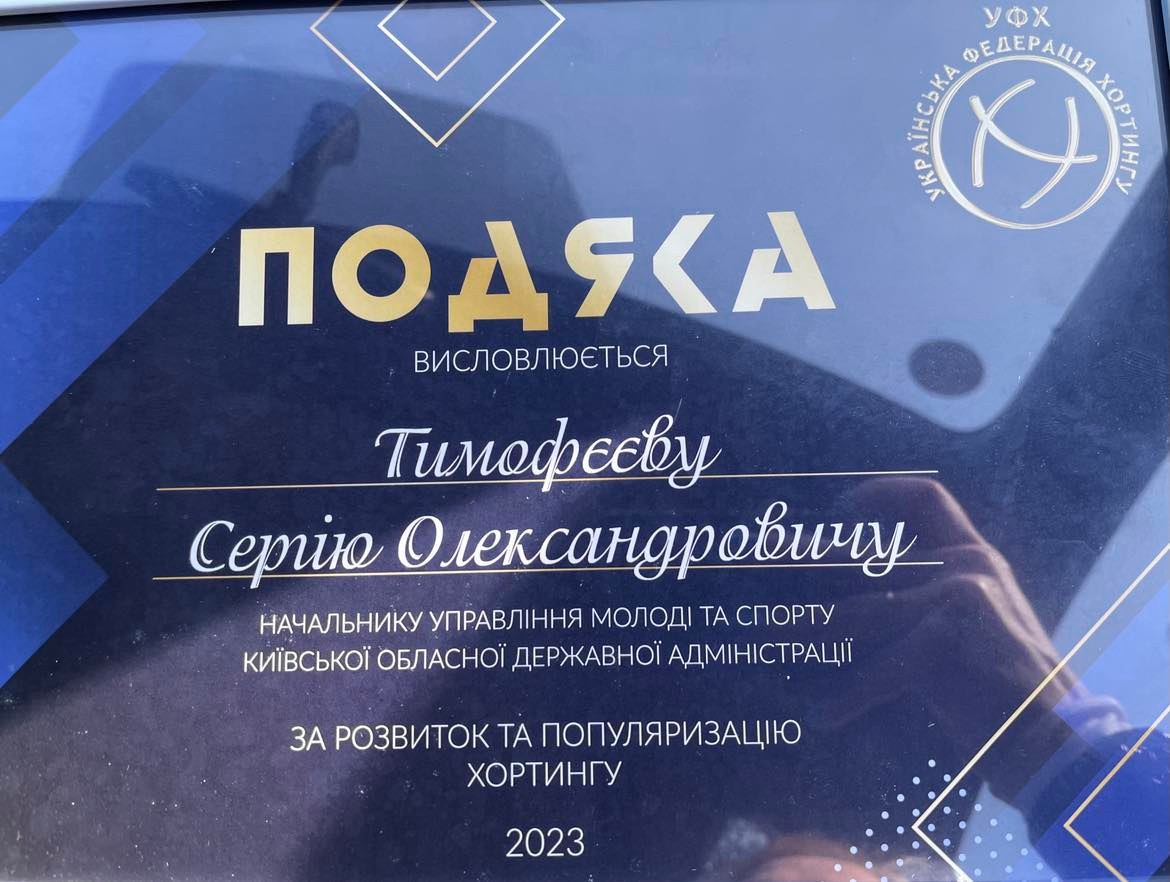 УФХ
УКРАЇНСЬКА ФЕДЕРАЦІЯ ХОРТИНГУ
ПОДЯКА
ВИСЛОВЛЮЄТЬСЯ
Тимофєєву
Сергію Олександровичу
НАЧАЛЬНИКУ УПРАВЛІННЯ МОЛОДІ ТА СПОРТУ
КИЇВСЬКОЇ ОБЛАСНОЇ ДЕРЖАВНОЇ АДМІНІСТРАЦІЇ
ЗА РОЗВИТОК ТА ПОПУЛЯРИЗАЦІЮ
ХОРТИНГУ
2023